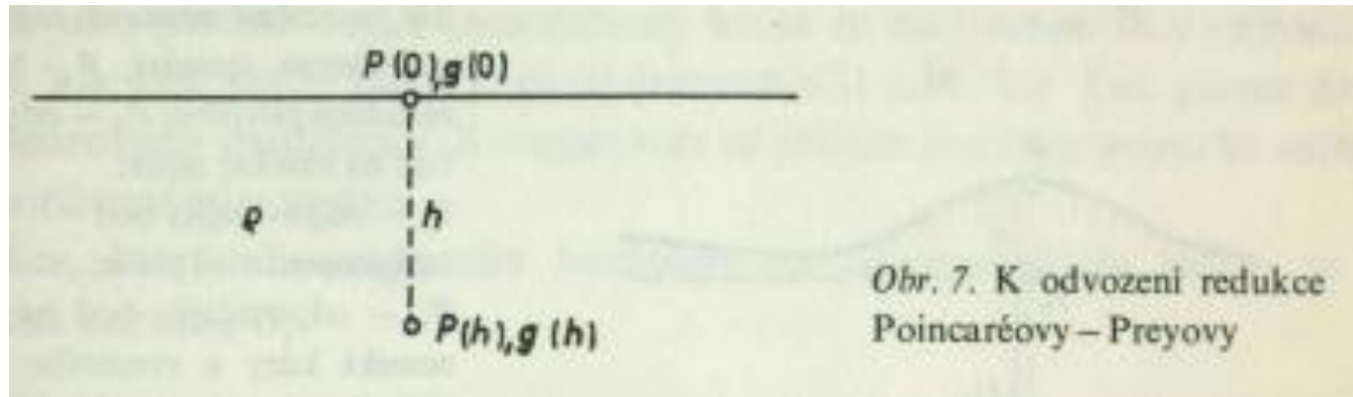 P(0),g(0)
ϱ
h
P(h),g(h)
Obr. 7. K odvození redukce
Poincaréovy – Preyovy